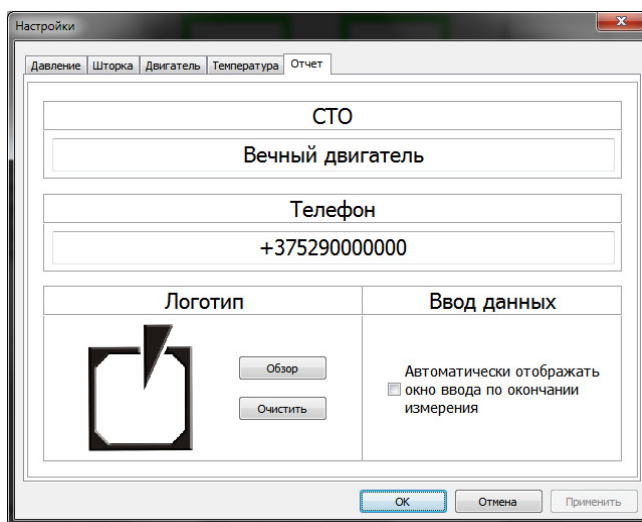 Настройки
x
Давление Шторка Двигатель Температура Отчет
СТО
Вечный двигатель
Телефон
+375290000000
Логотип
Ввод данных
Обзор
Очистить
Автоматически отображать
окно ввода по окончании
измерения
OK Отмена Применить